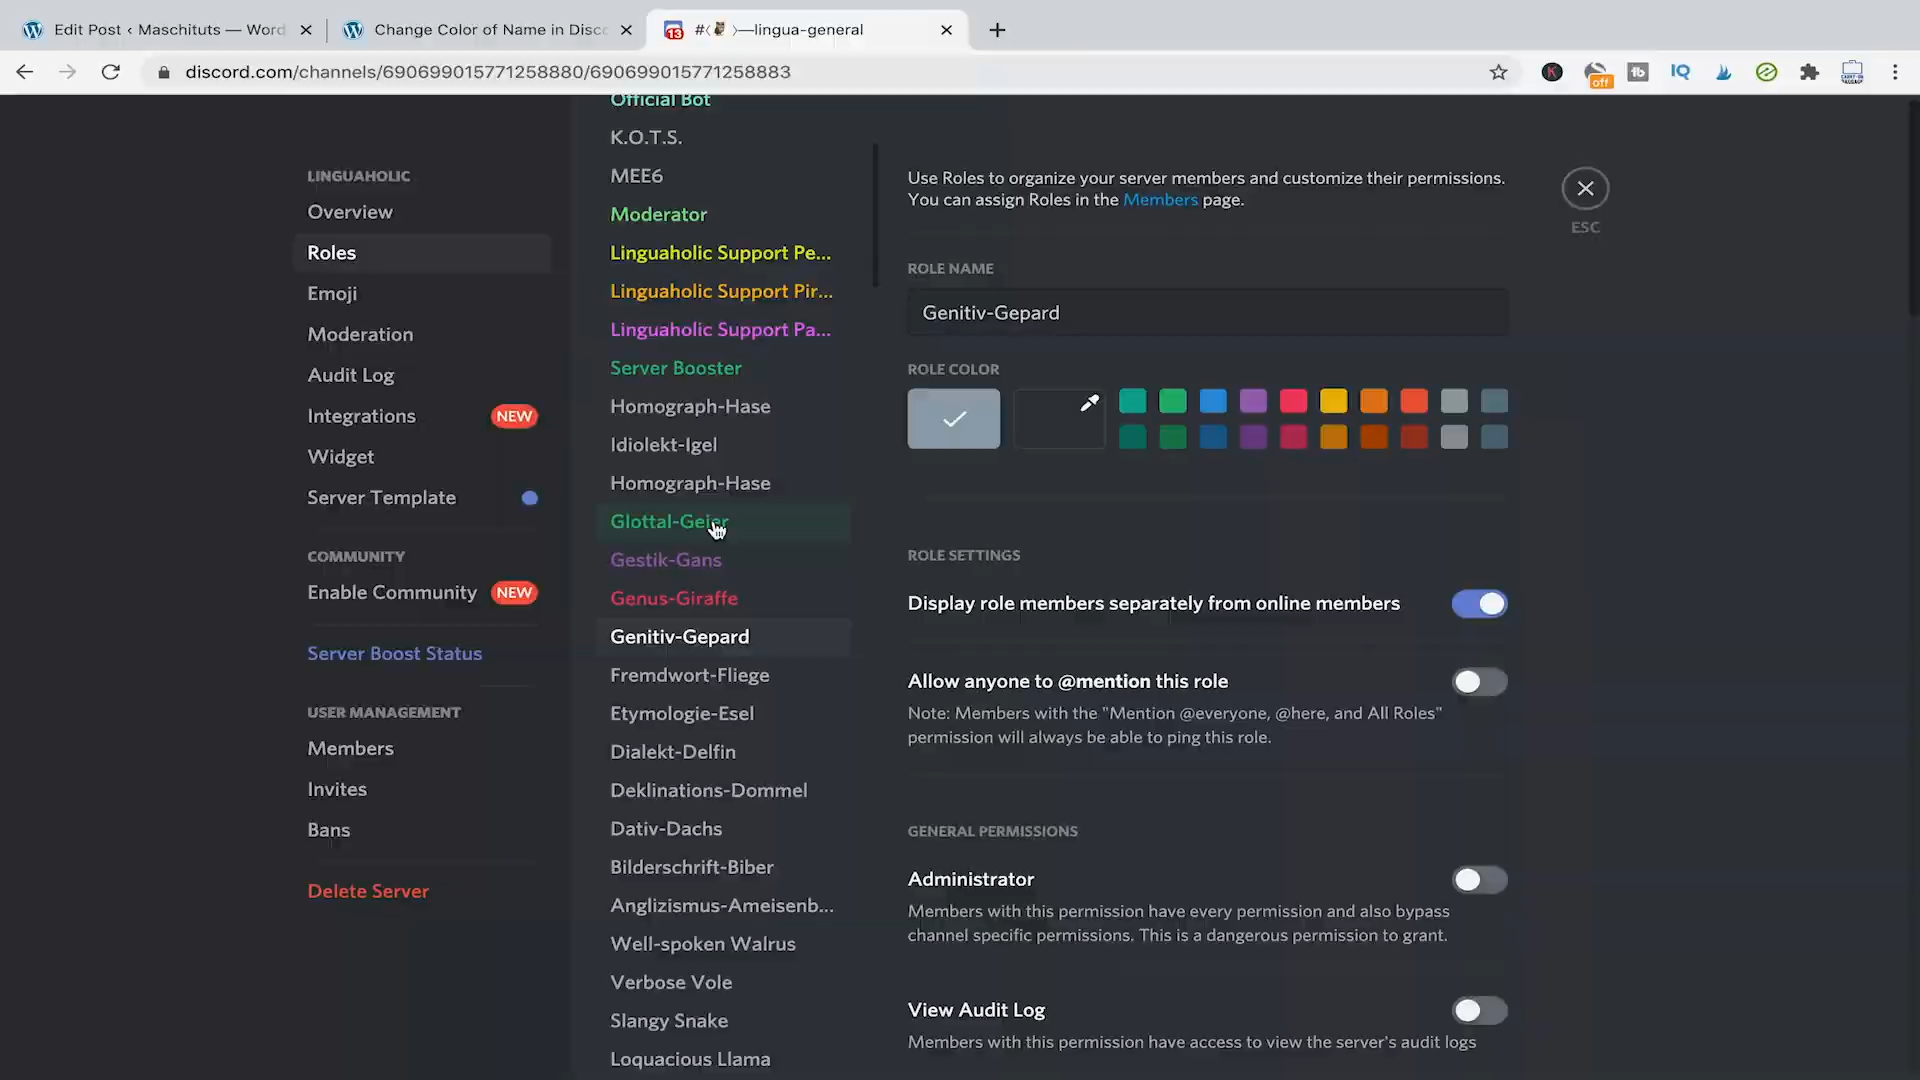 Edit Post ‹ Maschituts — Word
Change Color of Name in Disco
13
#〈🦉〉—lingua-general
discord.com/channels/690699015771258880/690699015771258883
K
off
tb
IQ
LINGUAHOLIC
Overview
Roles
Emoji
Moderation
Audit Log
Integrations NEW
Widget
Server Template
COMMUNITY
Enable Community NEW
Server Boost Status
USER MANAGEMENT
Members
Invites
Bans
Delete Server
Official Bot
K.O.T.S.
MEE6
Moderator
Linguaholic Support Pe...
Linguaholic Support Pir...
Linguaholic Support Pa...
Server Booster
Homograph-Hase
Idiolekt-Igel
Homograph-Hase
Glottal-Geier
Gestik-Gans
Genus-Giraffe
Genitiv-Gepard
Fremdwort-Fliege
Etymologie-Esel
Dialekt-Delfin
Deklinations-Dommel
Dativ-Dachs
Bilderschrift-Biber
Anglizismus-Ameisenb...
Well-spoken Walrus
Verbose Vole
Slangy Snake
Loquacious Llama
Use Roles to organize your server members and customize their permissions.
You can assign Roles in the Members page.
ESC
ROLE NAME
Genitiv-Gepard
ROLE COLOR
ROLE SETTINGS
Display role members separately from online members
Allow anyone to @mention this role
Note: Members with the "Mention @everyone, @here, and All Roles"
permission will always be able to ping this role.
GENERAL PERMISSIONS
Administrator
Members with this permission have every permission and also bypass
channel specific permissions. This is a dangerous permission to grant.
View Audit Log
Members with this permission have access to view the server's audit logs